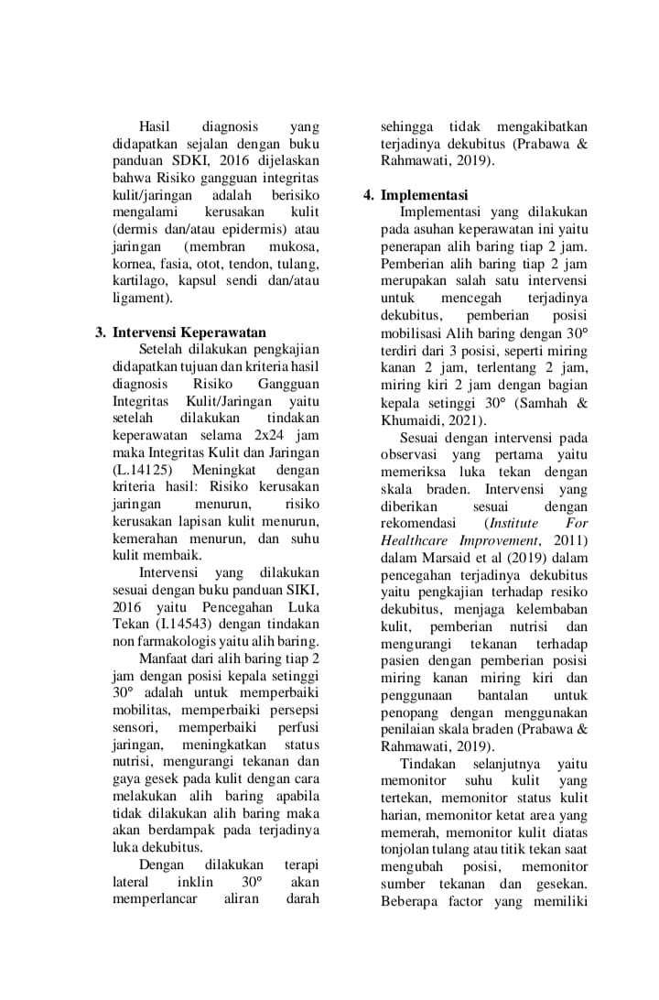 Hasil diagnosis yang
didapatkan sejalan dengan buku
panduan SDKI, 2016 dijelaskan
bahwa Risiko gangguan integritas
kulit/jaringan adalah berisiko
mengalami kerusakan kulit
(dermis dan/atau epidermis) atau
jaringan (membran mukosa,
kornea, fasia, otot, tendon, tulang,
kartilago, kapsul sendi dan/atau
ligament).
3. Intervensi Keperawatan
Setelah dilakukan pengkajian
didapatkan tujuan dan kriteria hasil
diagnosis Risiko Gangguan
Integritas Kulit/Jaringan yaitu
setelah dilakukan tindakan
keperawatan selama 2x24 jam
maka Integritas Kulit dan Jaringan
(L.14125) Meningkat dengan
kriteria hasil: Risiko kerusakan
jaringan menurun, risiko
kerusakan lapisan kulit menurun,
kemerahan menurun, dan suhu
kulit membaik.
Intervensi yang dilakukan
sesuai dengan buku panduan SIKI,
2016 yaitu Pencegahan Luka
Tekan (I.14543) dengan tindakan
non farmakologis yaitu alih baring.
Manfaat dari alih baring tiap 2
jam dengan posisi kepala setinggi
30° adalah untuk memperbaiki
mobilitas, memperbaiki persepsi
sensori, memperbaiki perfusi
jaringan, meningkatkan status
nutrisi, mengurangi tekanan dan
gaya gesek pada kulit dengan cara
melakukan alih baring apabila
tidak dilakukan alih baring maka
akan berdampak pada terjadinya
luka dekubitus.
Dengan dilakukan terapi
lateral inklin 30° akan
memperlancar aliran darah
sehingga tidak mengakibatkan
terjadinya dekubitus (Prabawa &
Rahmawati, 2019).
4. Implementasi
Implementasi yang dilakukan
pada asuhan keperawatan ini yaitu
penerapan alih baring tiap 2 jam.
Pemberian alih baring tiap 2 jam
merupakan salah satu intervensi
untuk mencegah terjadinya
dekubitus, pemberian posisi
mobilisasi Alih baring dengan 30°
terdiri dari 3 posisi, seperti miring
kanan 2 jam, terlentang 2 jam,
miring kiri 2 jam dengan bagian
kepala setinggi 30° (Samhah &
Khumaidi, 2021).
Sesuai dengan intervensi pada
observasi yang pertama yaitu
memeriksa luka tekan dengan
skala braden. Intervensi yang
diberikan sesuai dengan
rekomendasi (Institute For
Healthcare Improvement, 2011)
dalam Marsaid et al (2019) dalam
pencegahan terjadinya dekubitus
yaitu pengkajian terhadap resiko
dekubitus, menjaga kelembaban
kulit, pemberian nutrisi dan
mengurangi tekanan terhadap
pasien dengan pemberian posisi
miring kanan miring kiri dan
penggunaan bantalan untuk
penopang dengan menggunakan
penilaian skala braden (Prabawa &
Rahmawati, 2019).
Tindakan selanjutnya yaitu
memonitor suhu kulit yang
tertekan, memonitor status kulit
harian, memonitor ketat area yang
memerah, memonitor kulit diatas
tonjolan tulang atau titik tekan saat
mengubah posisi, memonitor
sumber tekanan dan gesekan.
Beberapa factor yang memiliki